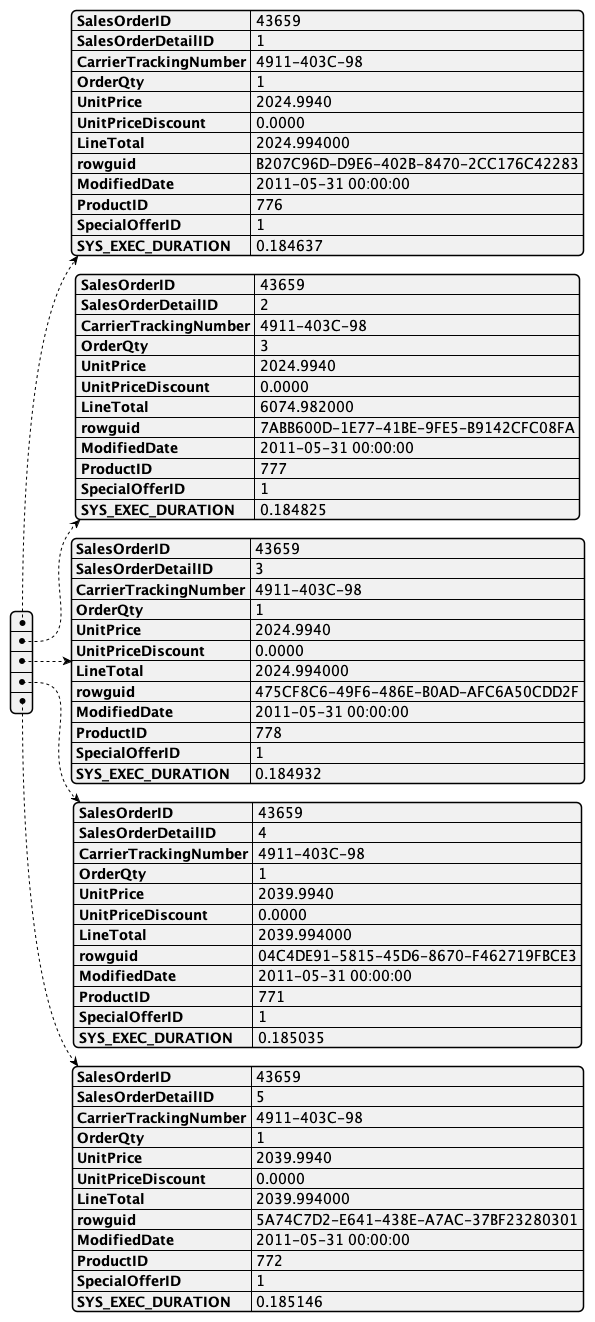 SalesOrderID 43659
SalesOrderDetailID 1
CarrierTrackingNumber 4911-403C-98
OrderQty 1
UnitPrice 2024.9940
UnitPriceDiscount 0.0000
LineTotal 2024.994000
rowguid B207C96D-D9E6-402B-8470-2CC176C42283
ModifiedDate 2011-05-31 00:00:00
ProductID 776
SpecialOfferID 1
SYS_EXEC_DURATION 0.184637
SalesOrderID 43659
SalesOrderDetailID 2
CarrierTrackingNumber 4911-403C-98
OrderQty 3
UnitPrice 2024.9940
UnitPriceDiscount 0.0000
LineTotal 6074.982000
rowguid 7ABB600D-1E77-41BE-9FE5-B9142CFC08FA
ModifiedDate 2011-05-31 00:00:00
ProductID 777
SpecialOfferID 1
SYS_EXEC_DURATION 0.184825
SalesOrderID 43659
SalesOrderDetailID 3
CarrierTrackingNumber 4911-403C-98
OrderQty 1
UnitPrice 2024.9940
UnitPriceDiscount 0.0000
LineTotal 2024.994000
rowguid 475CF8C6-49F6-486E-B0AD-AFC6A50CDD2F
ModifiedDate 2011-05-31 00:00:00
ProductID 778
SpecialOfferID 1
SYS_EXEC_DURATION 0.184932
SalesOrderID 43659
SalesOrderDetailID 4
CarrierTrackingNumber 4911-403C-98
OrderQty 1
UnitPrice 2039.9940
UnitPriceDiscount 0.0000
LineTotal 2039.994000
rowguid 04C4DE91-5815-45D6-8670-F462719FBCE3
ModifiedDate 2011-05-31 00:00:00
ProductID 771
SpecialOfferID 1
SYS_EXEC_DURATION 0.185035
SalesOrderID 43659
SalesOrderDetailID 5
CarrierTrackingNumber 4911-403C-98
OrderQty 1
UnitPrice 2039.9940
UnitPriceDiscount 0.0000
LineTotal 2039.994000
rowguid 5A74C7D2-E641-438E-A7AC-37BF23280301
ModifiedDate 2011-05-31 00:00:00
ProductID 772
SpecialOfferID 1
SYS_EXEC_DURATION 0.185146